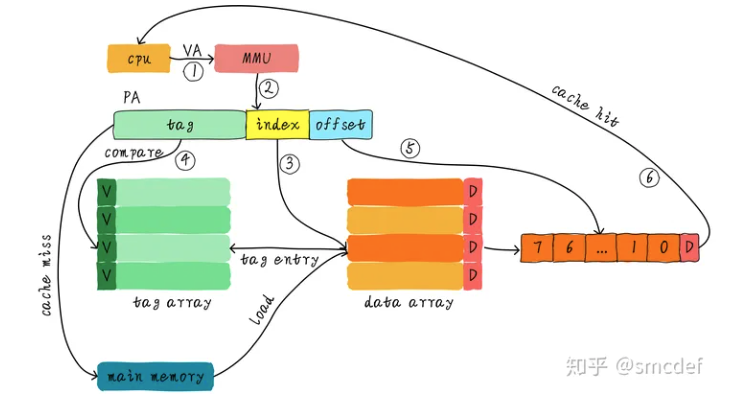 cpu
VA
①
MMU
②
PA
tag
index
offset
compare
④
③
⑤
cache hit
⑥
V
V
V
V
D
D
D
D
tag entry
7 6 ... 1 0 D
cache miss
tag array
load
data array
main memory
知乎 @smcdef